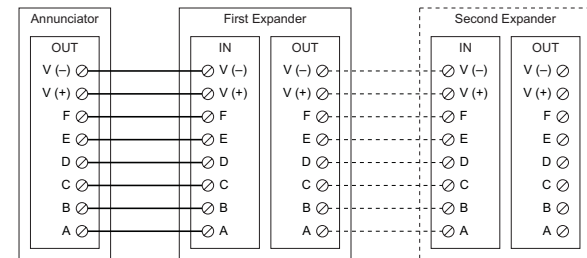 Annunciator First Expander Second Expander
OUT IN OUT IN OUT
V (–) V (–) V (–) V (–) V (–)
V (+) V (+) V (+) V (+) V (+)
F F F F F
E E E E E
D D D D D
C C C C C
B B B B B
A A A A A